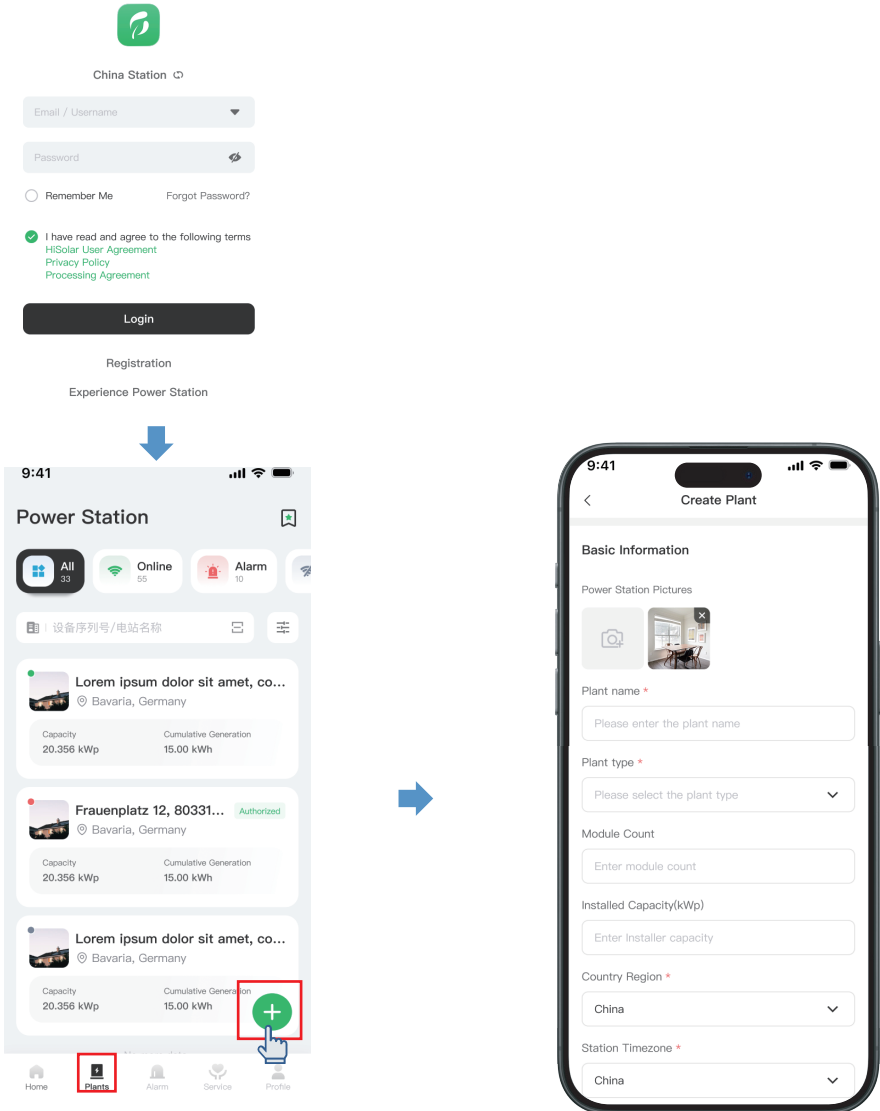 China Station
Email / Username
Password
Remember Me
Forgot Password?
I have read and agree to the following terms
HiSolar User Agreement
Privacy Policy
Processing Agreement
Login
Registration
Experience Power Station
9:41
Power Station
All
33
Online
55
Alarm
10
设备序列号/电站名称
Lorem ipsum dolor sit amet, co...
Bavaria, Germany
Capacity
Cumulative Generation
20.356 kWp
15.00 kWh
Frauenplatz 12, 80331...
Authorized
Bavaria, Germany
Capacity
Cumulative Generation
20.356 kWp
15.00 kWh
Lorem ipsum dolor sit amet, co...
Bavaria, Germany
Capacity
Cumulative Generation
20.356 kWp
15.00 kWh
Home
Plants
Alarm
Service
Profile
9:41
Create Plant
Basic Information
Power Station Pictures
Plant name *
Please enter the plant name
Plant type *
Please select the plant type
Module Count
Enter module count
Installed Capacity(kWp)
Enter Installer capacity
Country Region *
China
Station Timezone *
China